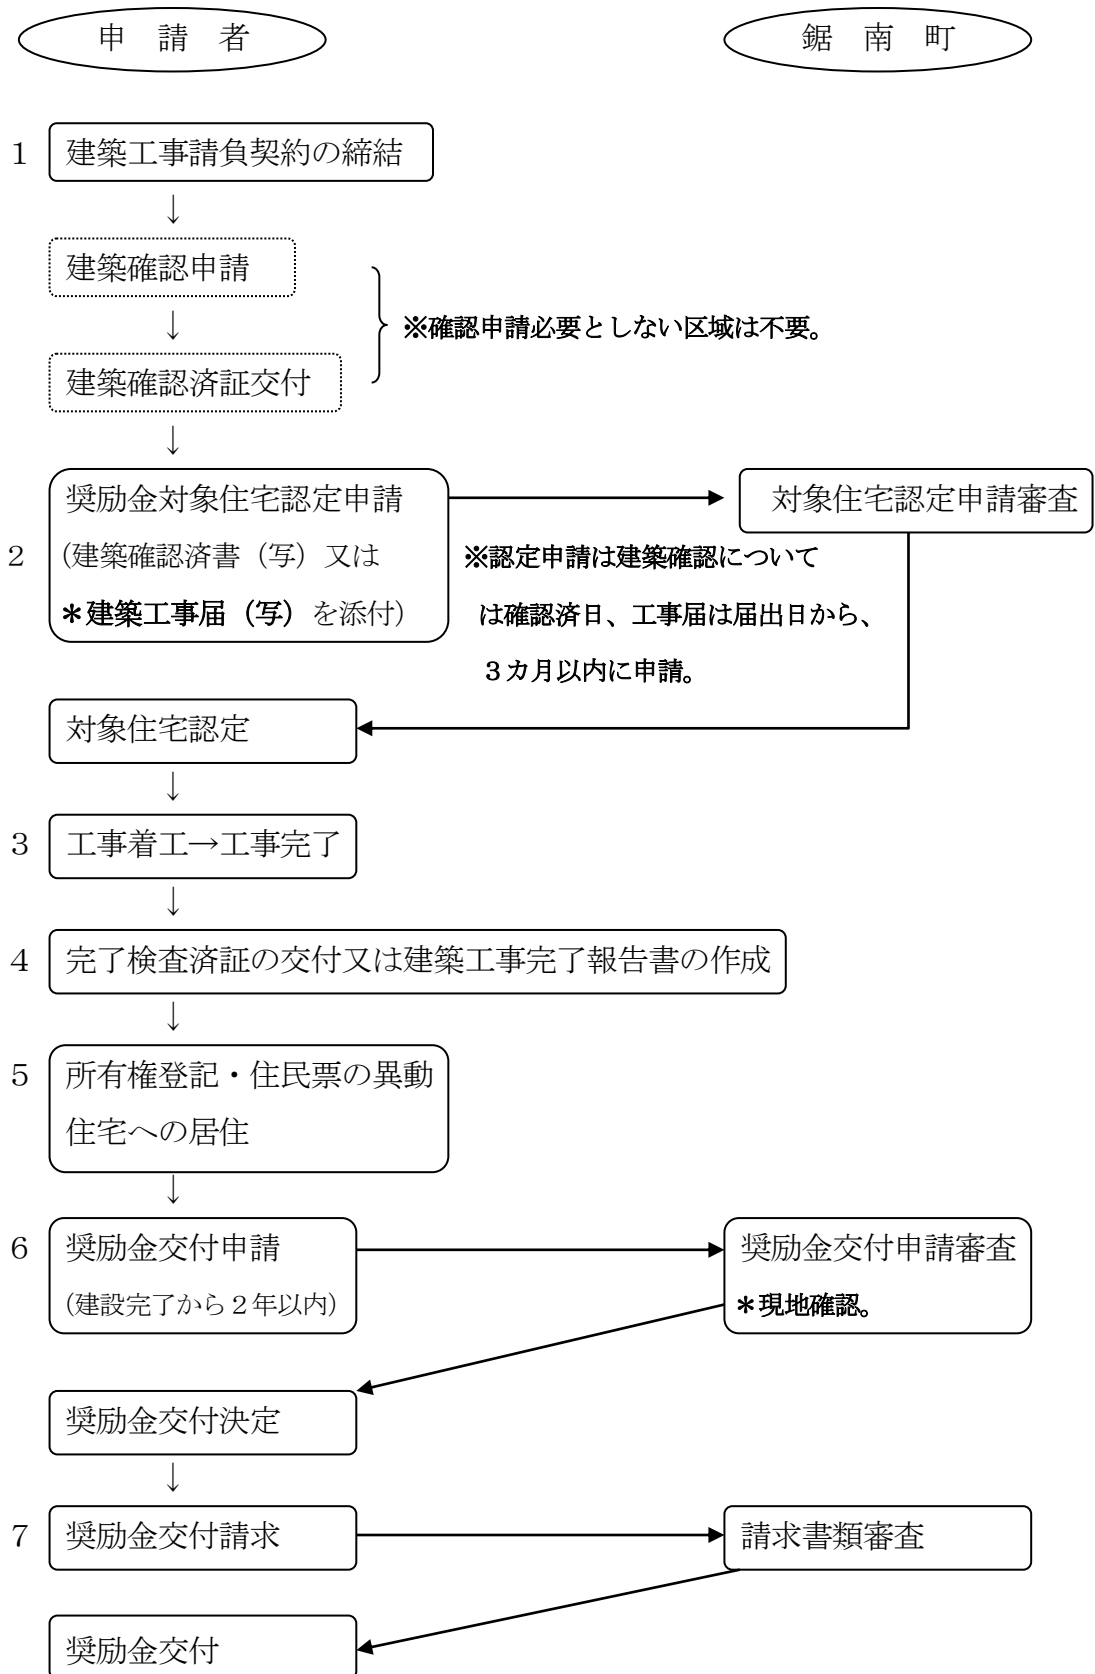 申　請　者
鋸　南　町
１ 建築工事請負契約の締結
↓
建築確認申請
↓
※確認申請必要としない区域は不要。
建築確認済証交付
↓
奨励金対象住宅認定申請
対象住宅認定申請審査
２ （建築確認済書（写）又は
＊建築工事届（写）を添付）
※認定申請は建築確認について
は確認済日、工事届は届出日から、
３カ月以内に申請。
対象住宅認定
↓
３ 工事着工→工事完了
↓
４ 完了検査済証の交付又は建築工事完了報告書の作成
↓
５ 所有権登記・住民票の異動
住宅への居住
↓
６ 奨励金交付申請
（建設完了から２年以内）
奨励金交付申請審査
＊現地確認。
奨励金交付決定
↓
７ 奨励金交付請求
請求書類審査
奨励金交付